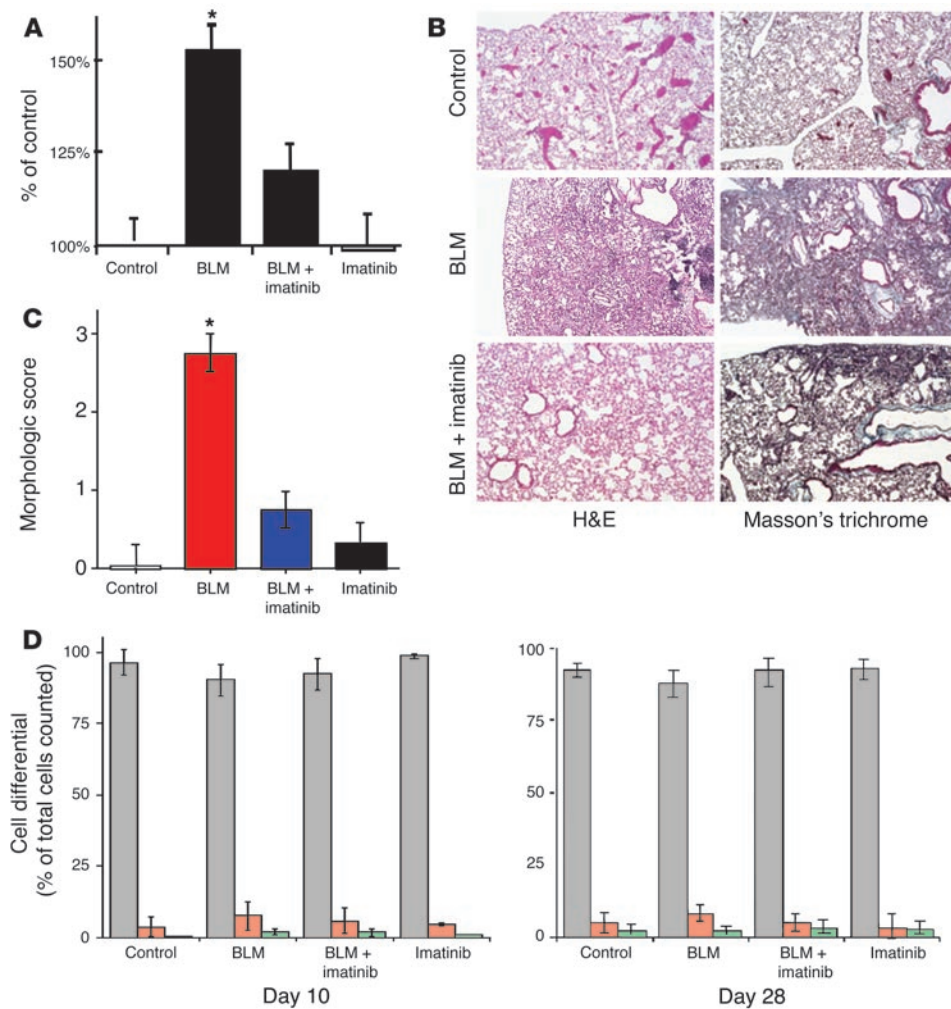 A
% of control
150%
125%
100%
*
Control
BLM
BLM +
imatinib
Imatinib
B
Control
BLM
BLM + imatinib
H&E
Masson's trichrome
C
Morphologic score
3
2
1
0
*
Control
BLM
BLM +
imatinib
Imatinib
D
Cell differential
(% of total cells counted)
100
75
50
25
0
Control
BLM
BLM +
imatinib
Imatinib
Day 10
100
75
50
25
0
Control
BLM
BLM +
imatinib
Imatinib
Day 28